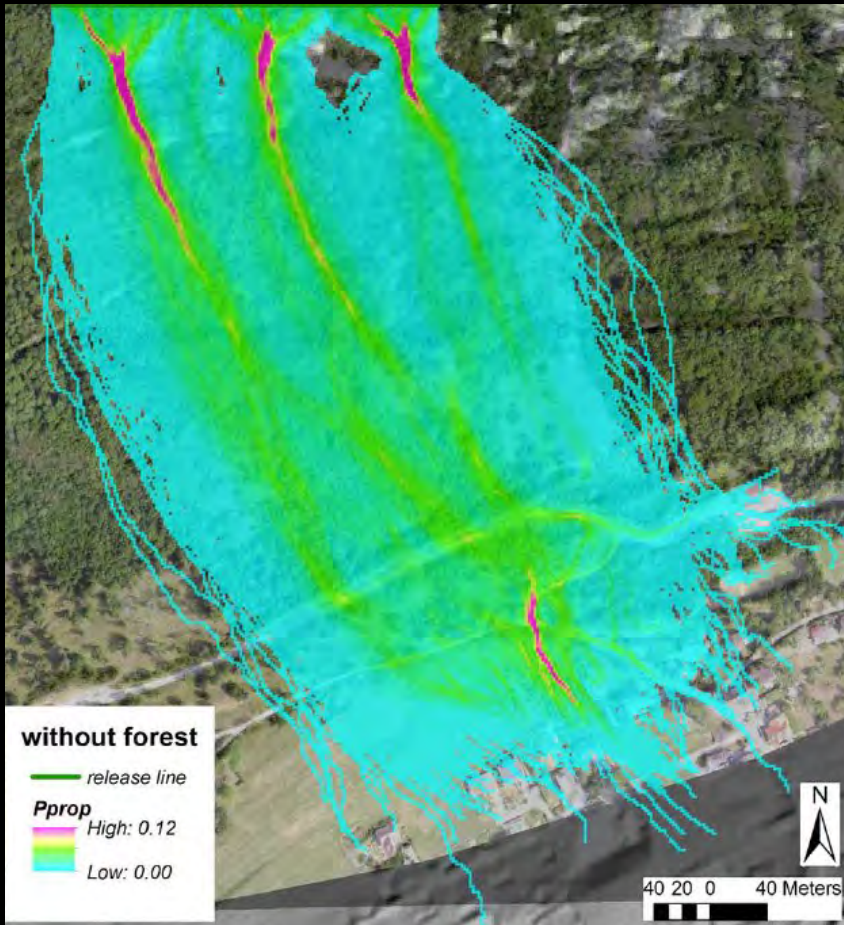 without forest
release line
Pprop
High: 0.12
Low: 0.00
N
40 20 0 40 Meters